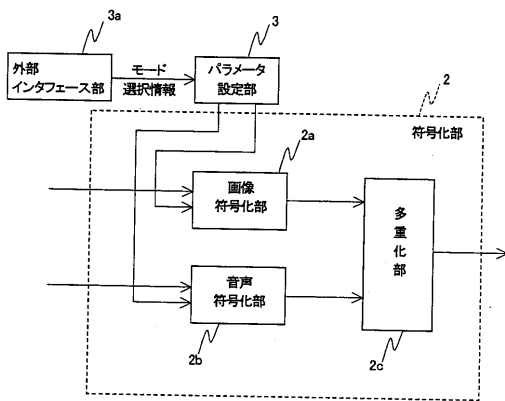 3a
3
外部
インタフェース部
モード
選択情報
パラメータ
設定部
2
符号化部
2a
画像
符号化部
多重化部
音声
符号化部
2b
2c